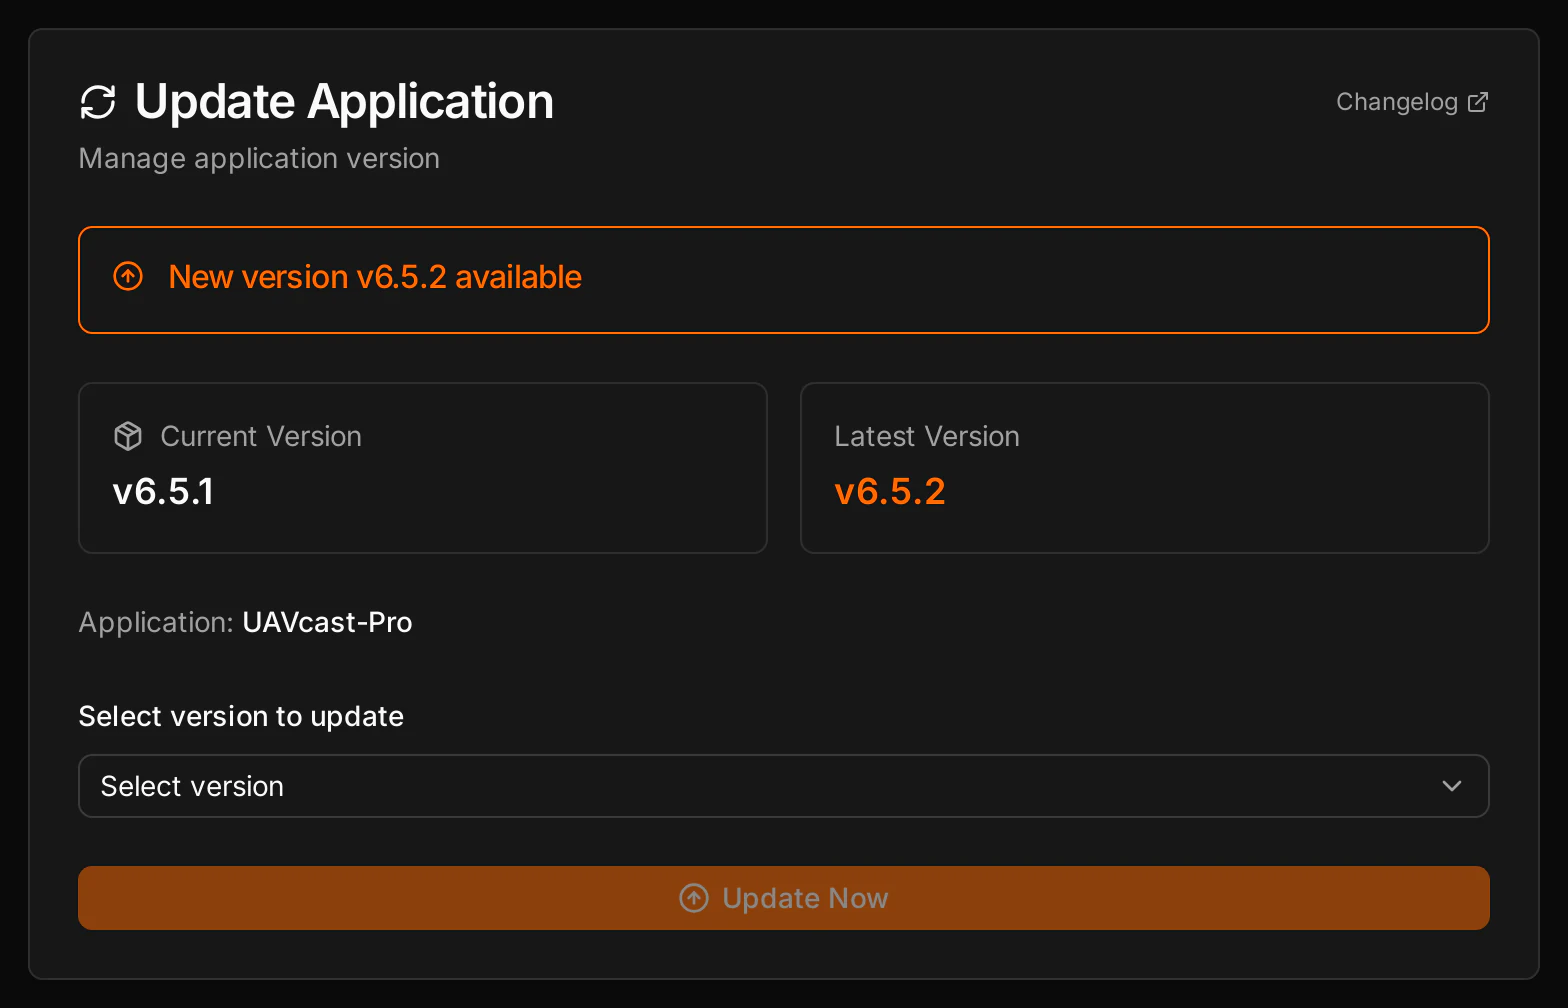 Update Application
Changelog
Manage application version
New version v6.5.2 available
Current Version
v6.5.1
Latest Version
v6.5.2
Application: UAVcast-Pro
Select version to update
Select version
Update Now